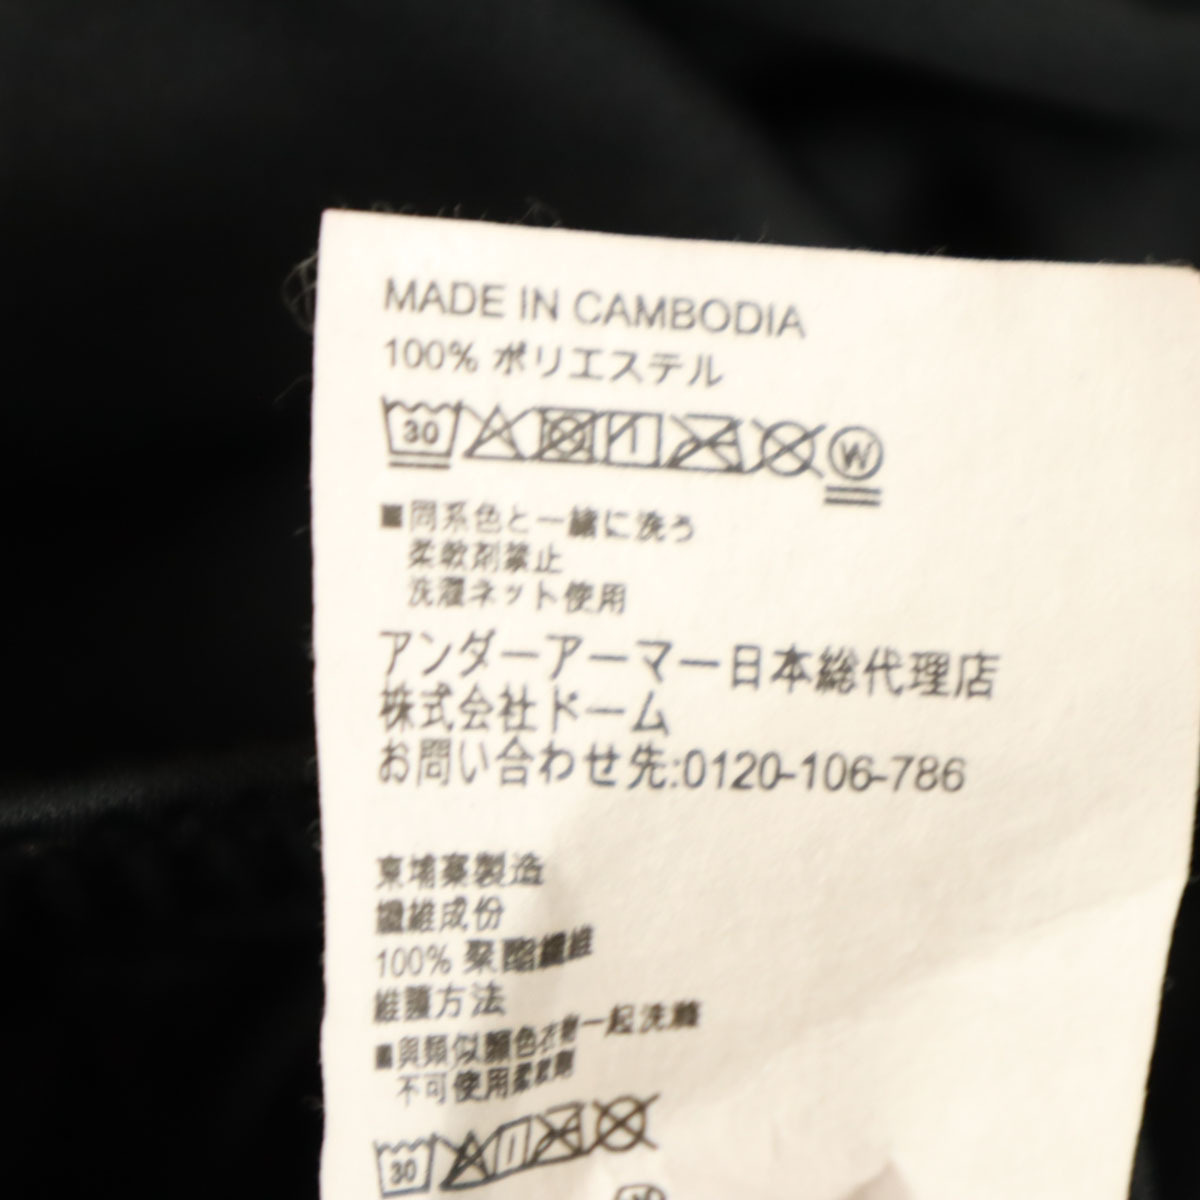 MADE IN CAMBODIA
100% ポリエステル
30
W
■同系色と一緒に洗う
柔軟剤禁止
洗濯ネット使用
アンダーアーマー日本総代理店
株式会社ドーム
お問い合わせ先:0120-106-786
柬埔寨製造
纖維成份
100% 聚酯纖維
維護方法
■與類似顏色衣物一起洗滌
不可使用柔軟劑
30